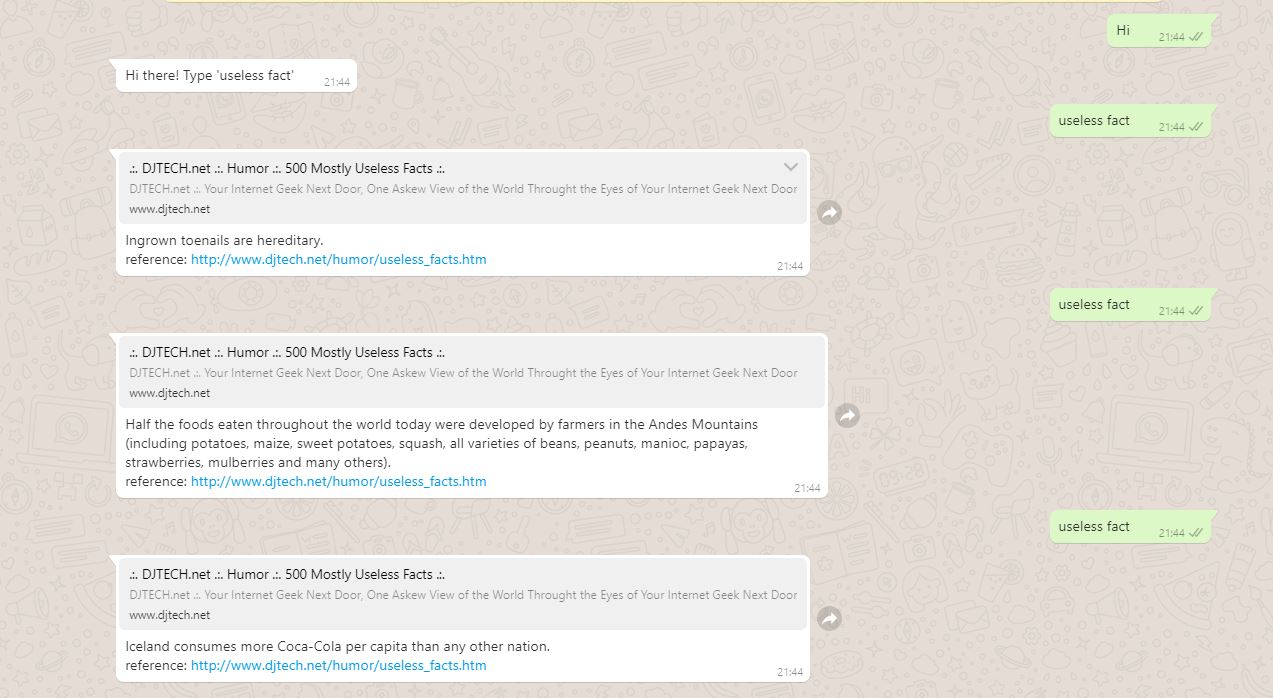 Hi
21:44
Hi there! Type 'useless fact'
21:44
useless fact
21:44
.:. DJTECH.net .:. Humor .:. 500 Mostly Useless Facts .:.
DJTECH.net .:. Your Internet Geek Next Door, One Askew View of the World Throught the Eyes of Your Internet Geek Next Door
www.djtech.net
Ingrown toenails are hereditary.
reference: http://www.djtech.net/humor/useless_facts.htm
21:44
useless fact
21:44
.:. DJTECH.net .:. Humor .:. 500 Mostly Useless Facts .:.
DJTECH.net .:. Your Internet Geek Next Door, One Askew View of the World Throught the Eyes of Your Internet Geek Next Door
www.djtech.net
Half the foods eaten throughout the world today were developed by farmers in the Andes Mountains
(including potatoes, maize, sweet potatoes, squash, all varieties of beans, peanuts, manioc, papayas,
strawberries, mulberries and many others).
reference: http://www.djtech.net/humor/useless_facts.htm
21:44
useless fact
21:44
.:. DJTECH.net .:. Humor .:. 500 Mostly Useless Facts .:.
DJTECH.net .:. Your Internet Geek Next Door, One Askew View of the World Throught the Eyes of Your Internet Geek Next Door
www.djtech.net
Iceland consumes more Coca-Cola per capita than any other nation.
reference: http://www.djtech.net/humor/useless_facts.htm
21:44